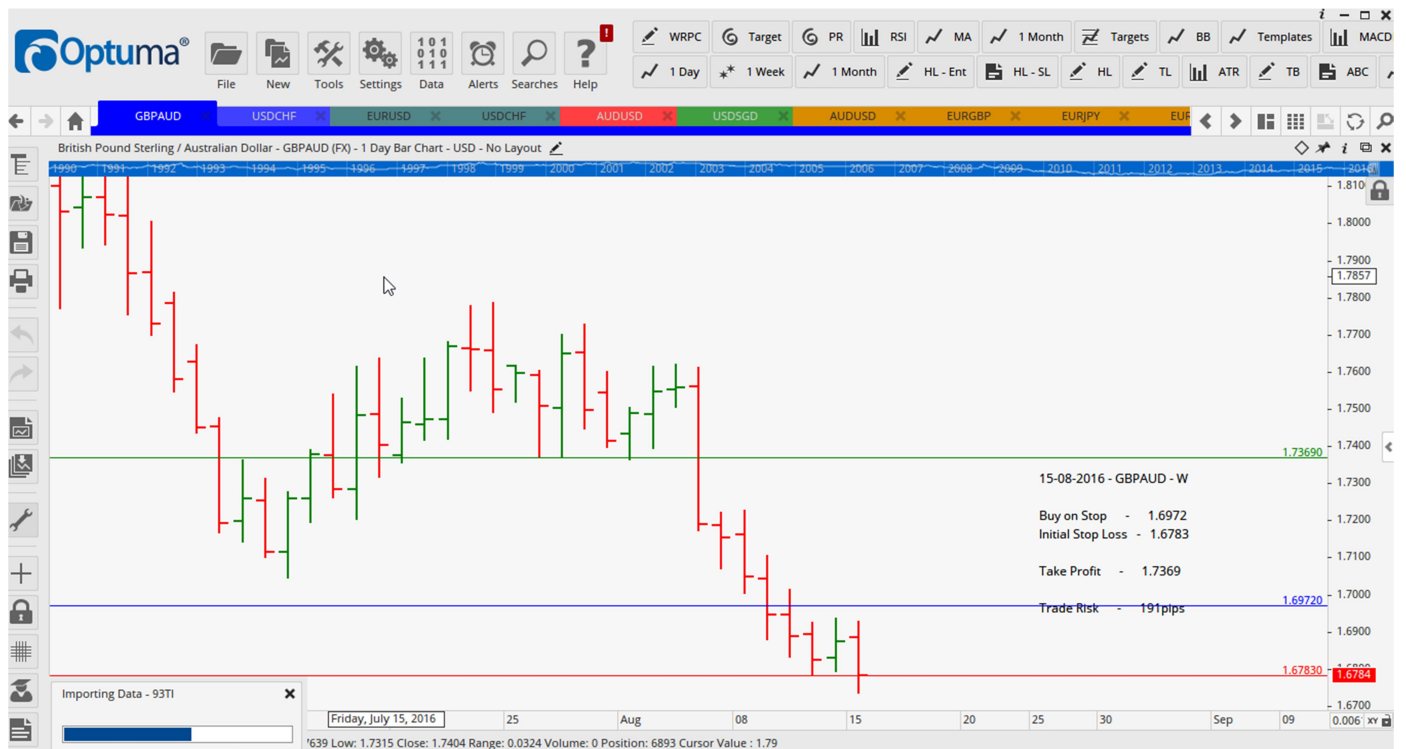 Optuma®
File
New
Tools
Settings
Data
Alerts
Searches
Help
WRPC
Target
PR
RSI
MA
1 Month
Targets
BB
Templates
MACD
1 Day
1 Week
1 Month
HL - Ent
HL - SL
HL
TL
ATR
TB
ABC
GBPAUD
USDCHF
EURUSD
USDCHF
AUDUSD
USDSGD
AUDUSD
EURGBP
EURJPY
EUR
British Pound Sterling / Australian Dollar - GBPAUD (FX) - 1 Day Bar Chart - USD - No Layout
1990 1991 1992 1993 1994 1995 1996 1997 1998 1999 2000 2001 2002 2003 2004 2005 2006 2007 2008 2009 2010 2011 2012 2013 2014 2015
1.810
1.8000
1.7900
1.7857
1.7800
1.7700
1.7600
1.7500
1.7400
1.73690
1.7300
15-08-2016 - GBPAUD - W
1.7200
Buy on Stop - 1.6972
Initial Stop Loss - 1.6783
1.7100
Take Profit - 1.7369
1.7000
1.69720
Trade Risk - 191pips
1.6900
1.67830
1.6784
1.6700
Importing Data - 93TI
Friday, July 15, 2016
25
Aug
08
15
20
25
30
Sep
09
0.006
XY
7639 Low: 1.7315 Close: 1.7404 Range: 0.0324 Volume: 0 Position: 6893 Cursor Value : 1.79